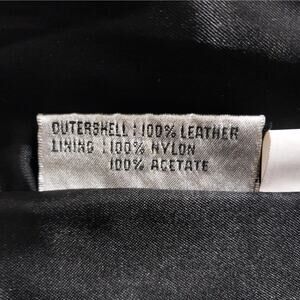 OUTERSHELL: 100% LEATHER
LINING: 100% NYLON
100% ACETATE